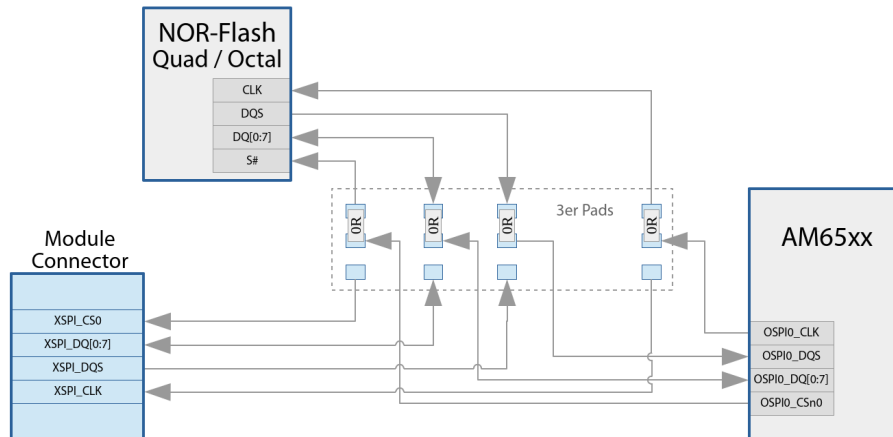 NOR-Flash
Quad / Octal
CLK
DQS
DQ[0:7]
S#
3er Pads
0R
0R
0R
0R
Module
Connector
XSPI_CS0
XSPI_DQ[0:7]
XSPI_DQS
XSPI_CLK
AM65xx
OSPI0_CLK
OSPI0_DQS
OSPI0_DQ[0:7]
OSPI0_CSn0